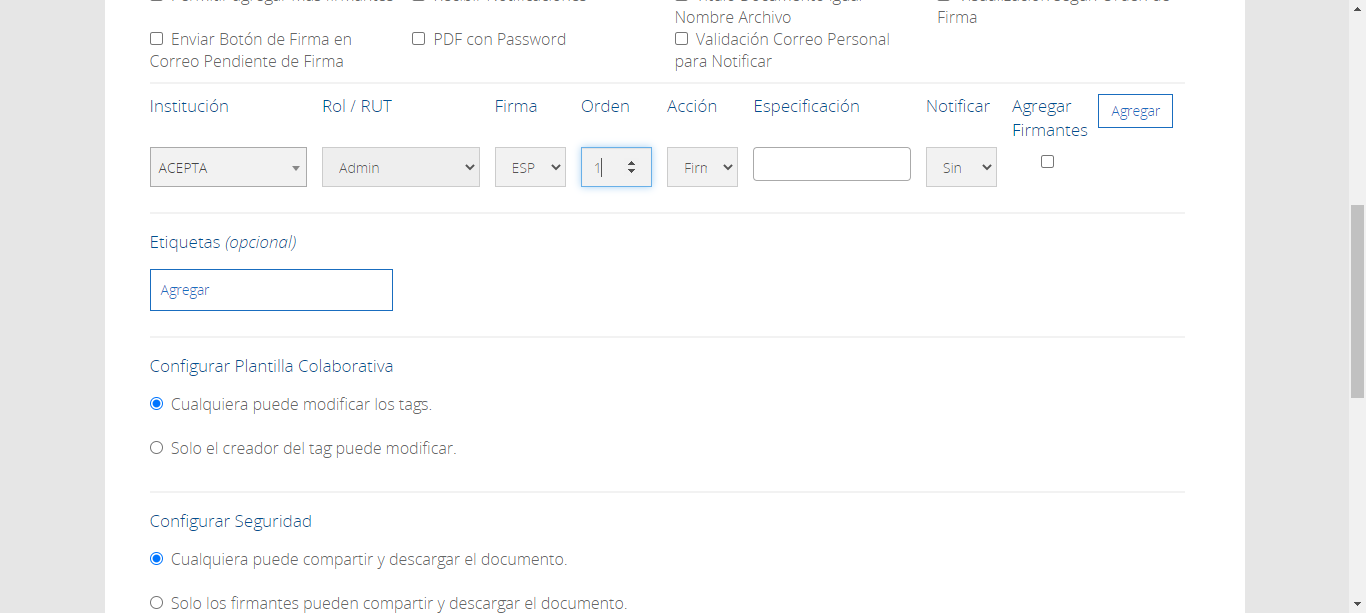 Nombre Archivo
Firma
Enviar Botón de Firma en
Correo Pendiente de Firma
PDF con Password
Validación Correo Personal
para Notificar
Institución
Rol / RUT
Firma
Orden
Acción
Especificación
Notificar
Agregar
Firmantes
Agregar
ACEPTA
Admin
ESP
1
Firn
Sin
Etiquetas (opcional)
Agregar
Configurar Plantilla Colaborativa
Cualquiera puede modificar los tags.
Solo el creador del tag puede modificar.
Configurar Seguridad
Cualquiera puede compartir y descargar el documento.
Solo los firmantes pueden compartir y descargar el documento.